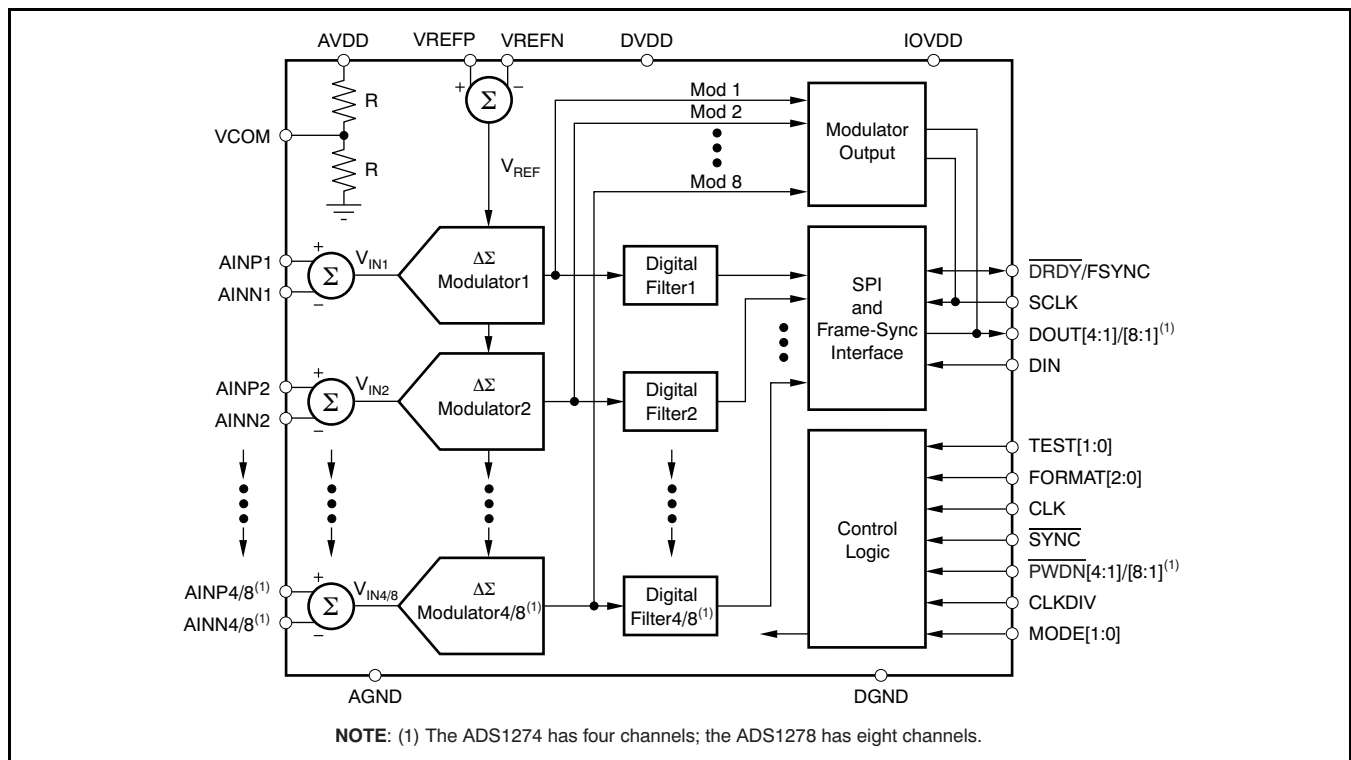 AVDD
VREFP
VREFN
DVDD
IOVDD
R
VCOM
R
+
−
Σ
VREF
Mod 1
Mod 2
Mod 8
Modulator
Output
AINP1
AINN1
+
−
Σ
VIN1
ΔΣ
Modulator1
Digital
Filter1
SPI
and
Frame-Sync
Interface
DRDY/FSYNC
SCLK
DOUT[4:1]/[8:1](1)
DIN
AINP2
AINN2
+
−
Σ
VIN2
ΔΣ
Modulator2
Digital
Filter2
Control
Logic
TEST[1:0]
FORMAT[2:0]
CLK
SYNC
PWDN[4:1]/[8:1](1)
CLKDIV
MODE[1:0]
AINP4/8(1)
AINN4/8(1)
+
−
Σ
VIN4/8
ΔΣ
Modulator4/8(1)
Digital
Filter4/8(1)
AGND
DGND
NOTE: (1) The ADS1274 has four channels; the ADS1278 has eight channels.